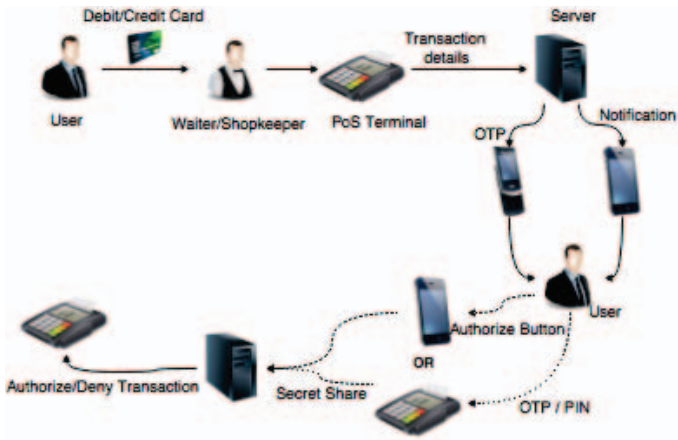 Debit/Credit Card
Server
Transaction
details
User
Waiter/Shopkeeper
PoS Terminal
Notification
OTP
User
Authorize Button
OR
Authorize/Deny Transaction
Secret Share
OTP / PIN